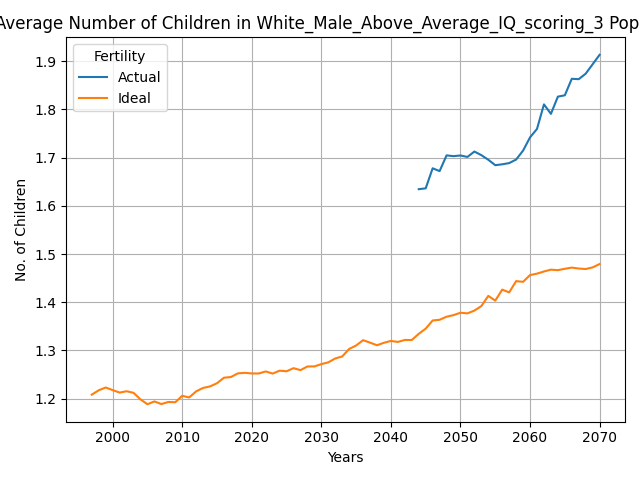 Average Number of Children in White_Male_Above_Average_IQ_scoring_3 Pop
Fertility
Actual
Ideal
1.9
1.8
1.7
1.6
1.5
1.4
1.3
1.2
No. of Children
2000 2010 2020 2030 2040 2050 2060 2070
Years